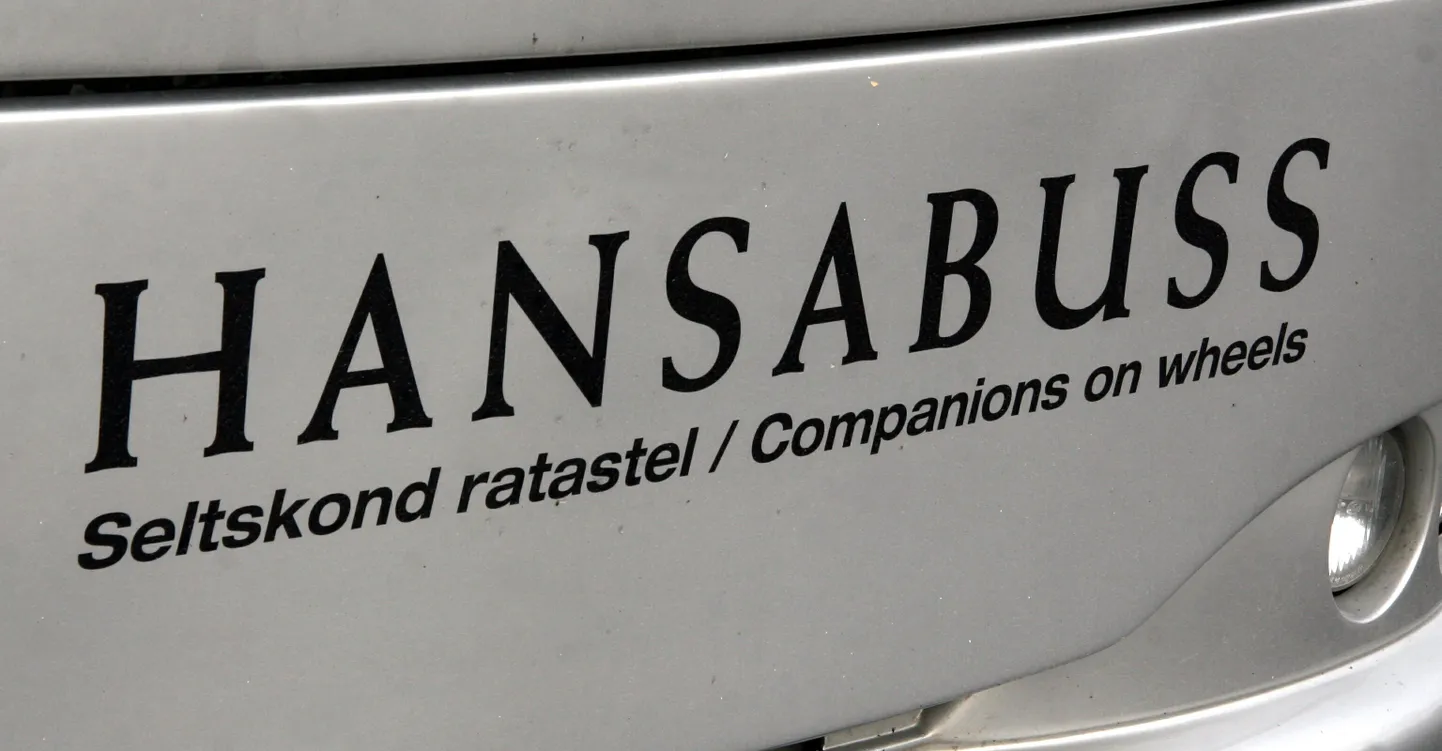 HANSABUSS
Seltskond ratastel / Companions on wheels